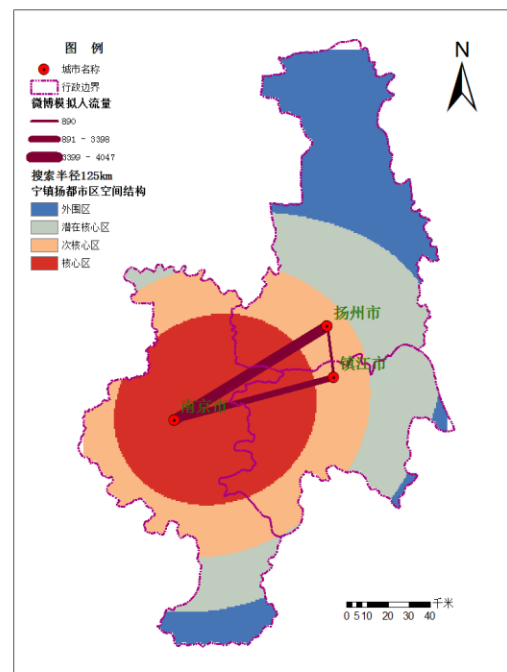 图 例
城市名称
行政边界
微博模拟人流量
890
891 - 3398
3399 - 4047
搜索半径125km
宁镇扬都市区空间结构
外围区
潜在核心区
次核心区
核心区
N
扬州市
镇江市
南京市
千米
0 5 10 20 30 40